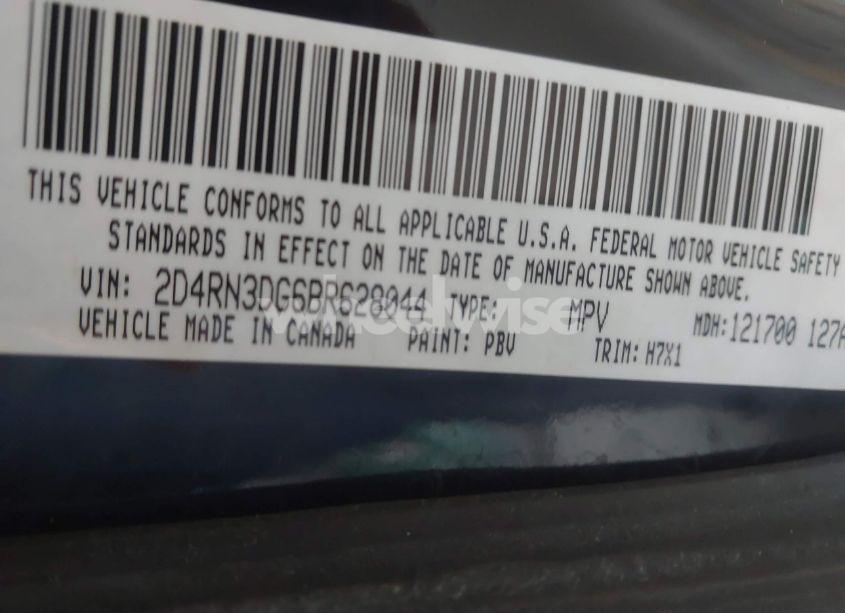 THIS VEHICLE CONFORMS TO ALL APPLICABLE U.S.A. FEDERAL MOTOR VEHICLE SAFETY
STANDARDS IN EFFECT ON THE DATE OF MANUFACTURE SHOWN ABOVE.
VIN: 2D4RN3DG6BR628044 TYPE: MPV MDH:121700 127A
VEHICLE MADE IN CANADA PAINT: PBV TRIM: H7X1
wheelwise